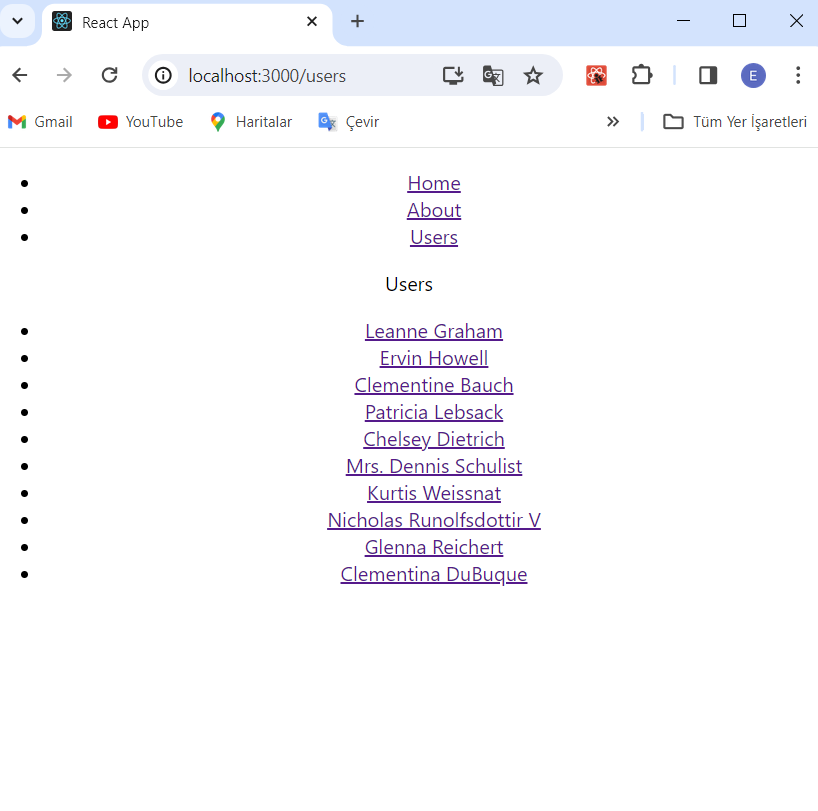 React App
localhost:3000/users
E
Gmail YouTube Haritalar Çevir Tüm Yer İşaretleri
Home
About
Users
Users
Leanne Graham
Ervin Howell
Clementine Bauch
Patricia Lebsack
Chelsey Dietrich
Mrs. Dennis Schulist
Kurtis Weissnat
Nicholas Runolfsdottir V
Glenna Reichert
Clementina DuBuque